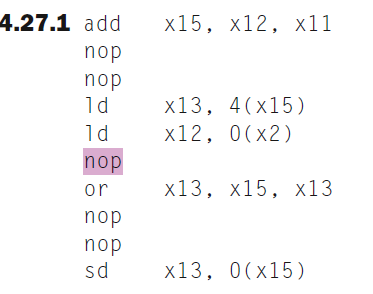 4.27.1 add x15, x12, x11
nop
nop
ld x13, 4(x15)
ld x12, 0(x2)
nop
or x13, x15, x13
nop
nop
sd x13, 0(x15)